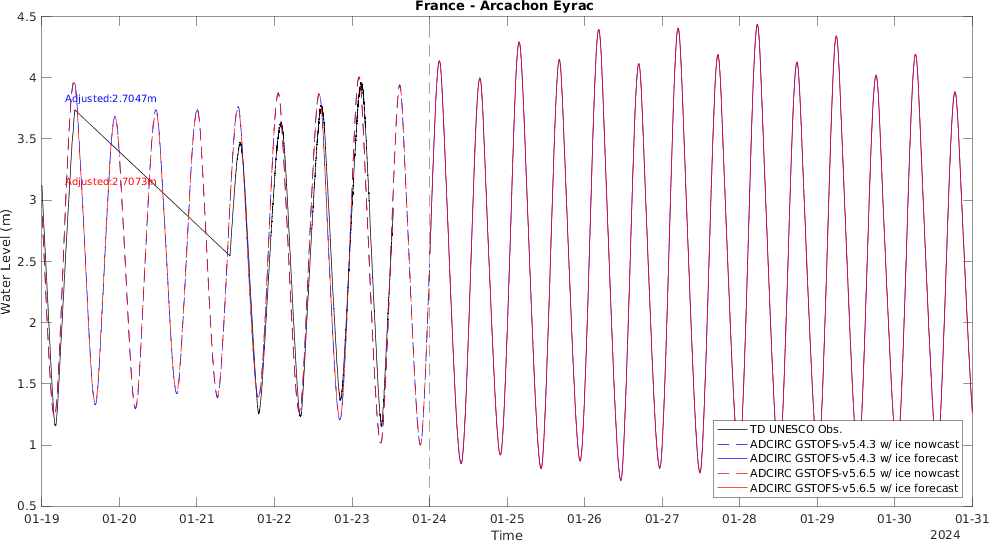 France - Arcachon Eyrac
4.5
4
3.5
3
2.5
2
1.5
1
0.5
Water Level (m)
Adjusted:2.7047m
Adjusted:2.7073m
TD UNESCO Obs.
ADCIRC GSTOFS-v5.4.3 w/ ice nowcast
ADCIRC GSTOFS-v5.4.3 w/ ice forecast
ADCIRC GSTOFS-v5.6.5 w/ ice nowcast
ADCIRC GSTOFS-v5.6.5 w/ ice forecast
01-19 01-20 01-21 01-22 01-23 01-24 01-25 01-26 01-27 01-28 01-29 01-30 01-31
Time
2024